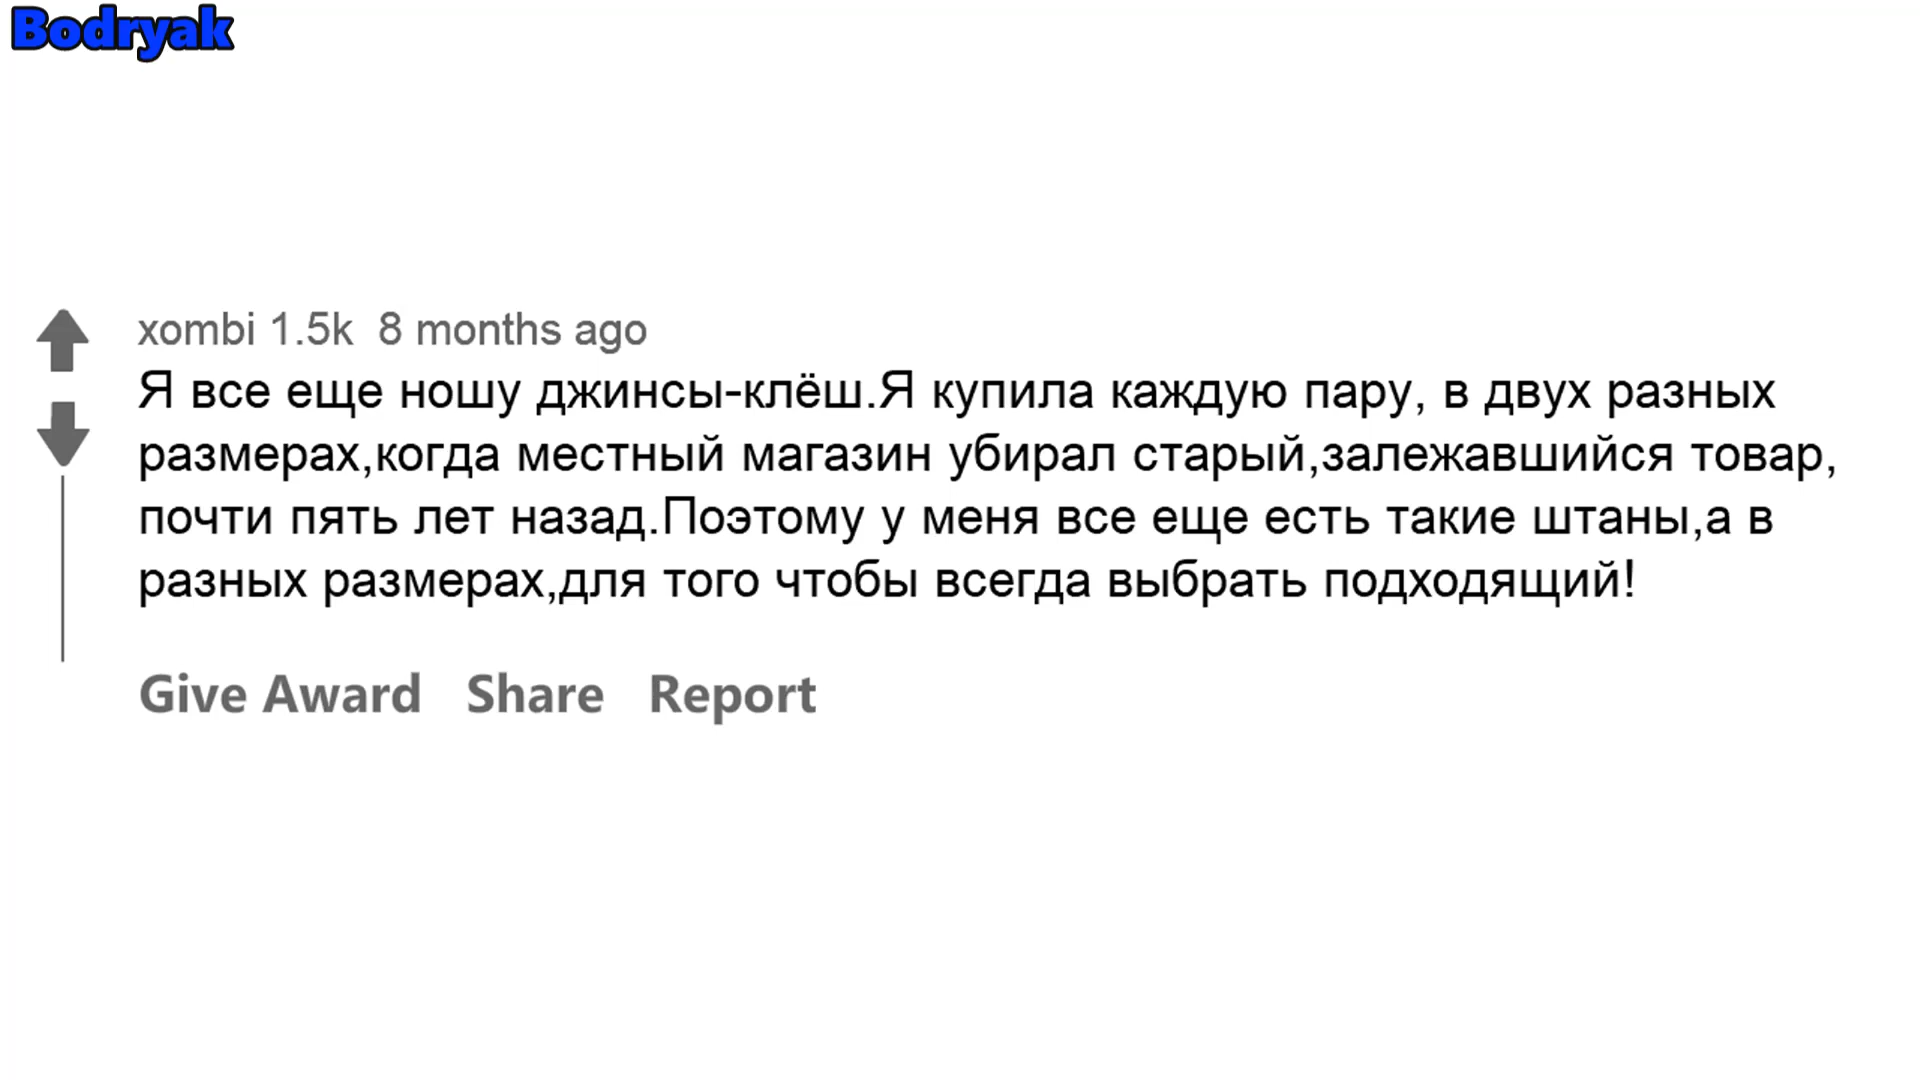 Bodryak
xombi 1.5k 8 months ago
Я все еще ношу джинсы-клёш.Я купила каждую пару, в двух разных
размерах,когда местный магазин убирал старый,залежавшийся товар,
почти пять лет назад.Поэтому у меня все еще есть такие штаны,а в
разных размерах,для того чтобы всегда выбрать подходящий!
Give Award Share Report